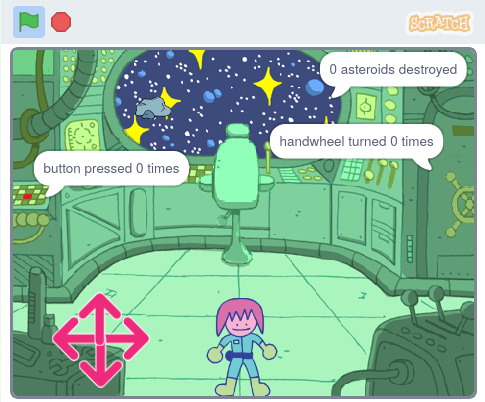 SCRATCH
0 asteroids destroyed
handwheel turned 0 times
button pressed 0 times